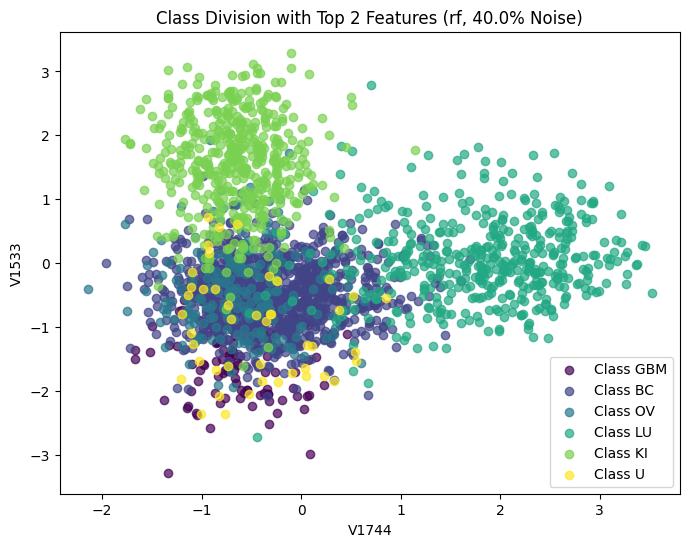 Class Division with Top 2 Features (rf, 40.0% Noise)
V1533
3
2
1
0
−1
−2
−3
Class GBM
Class BC
Class OV
Class LU
Class KI
Class U
−2 −1 0 1 2 3
V1744